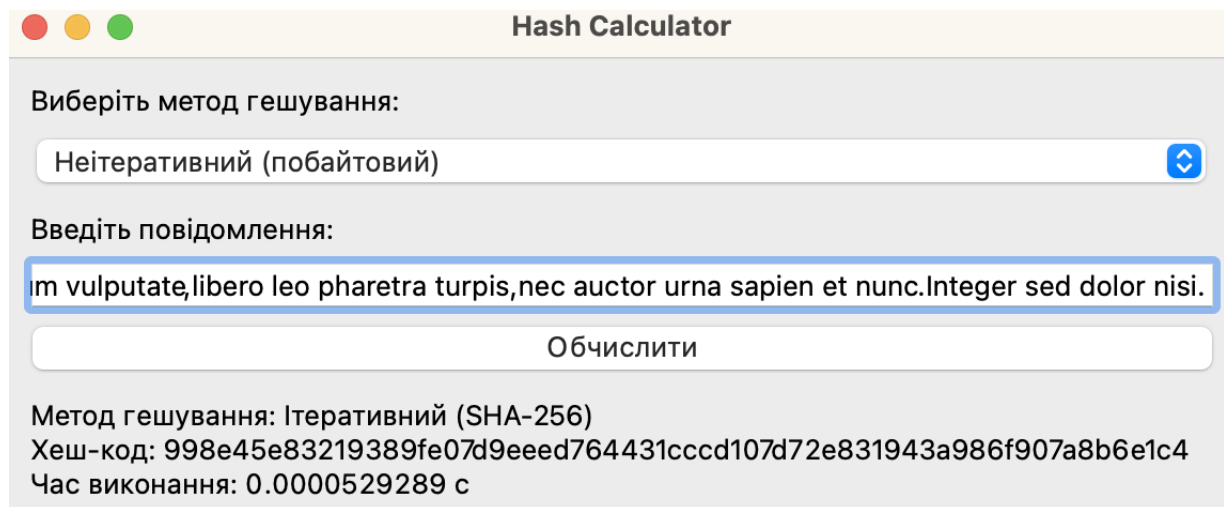 Hash Calculator
Виберіть метод гешування:
Неітеративний (побайтовий)
Введіть повідомлення:
vulputate,libero leo pharetra turpis,nec auctor urna sapien et nunc.Integer sed dolor nisi.
Обчислити
Метод гешування: Ітеративний (SHA-256)
Хеш-код: 998e45e83219389fe07d9eeed764431cccd107d72e831943a986f907a8b6e1c4
Час виконання: 0.0000529289 с